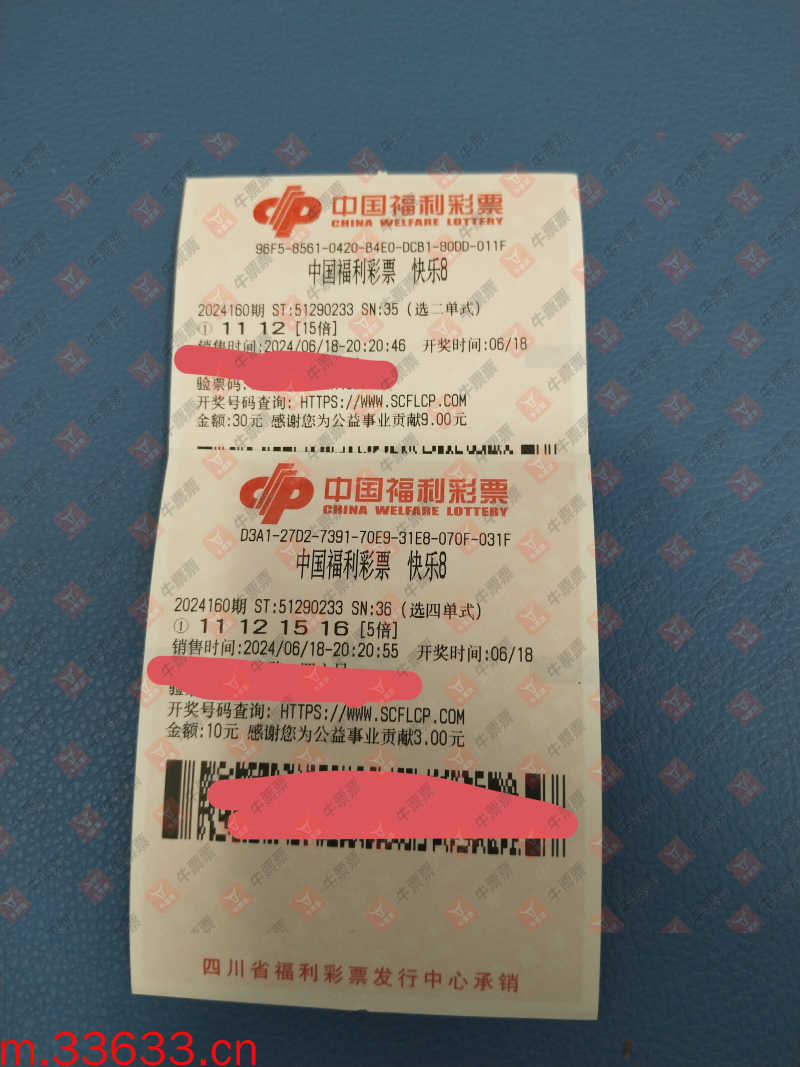 中国福利彩票
CHINA WELFARE LOTTERY
96F5-8561-0420-B4E0-DCB1-80DD-011F
中国福利彩票 快乐8
2024160期 ST:51290233 SN:35 (选二单式)
① 11 12 [15倍]
销售时间:2024/06/18-20:20:46 开奖时间:06/18
验票码:
开奖号码查询: HTTPS://WWW.SCFLCP.COM
金额:30元 感谢您为公益事业贡献9.00元
中国福利彩票
CHINA WELFARE LOTTERY
D3A1-27D2-7391-70E9-31E8-070F-031F
中国福利彩票 快乐8
2024160期 ST:51290233 SN:36 (选四单式)
① 11 12 15 16 [5倍]
销售时间:2024/06/18-20:20:55 开奖时间:06/18
验
开奖号码查询: HTTPS://WWW.SCFLCP.COM
金额:10元 感谢您为公益事业贡献3.00元
四川省福利彩票发行中心承销
m.33633.cn
牛票票